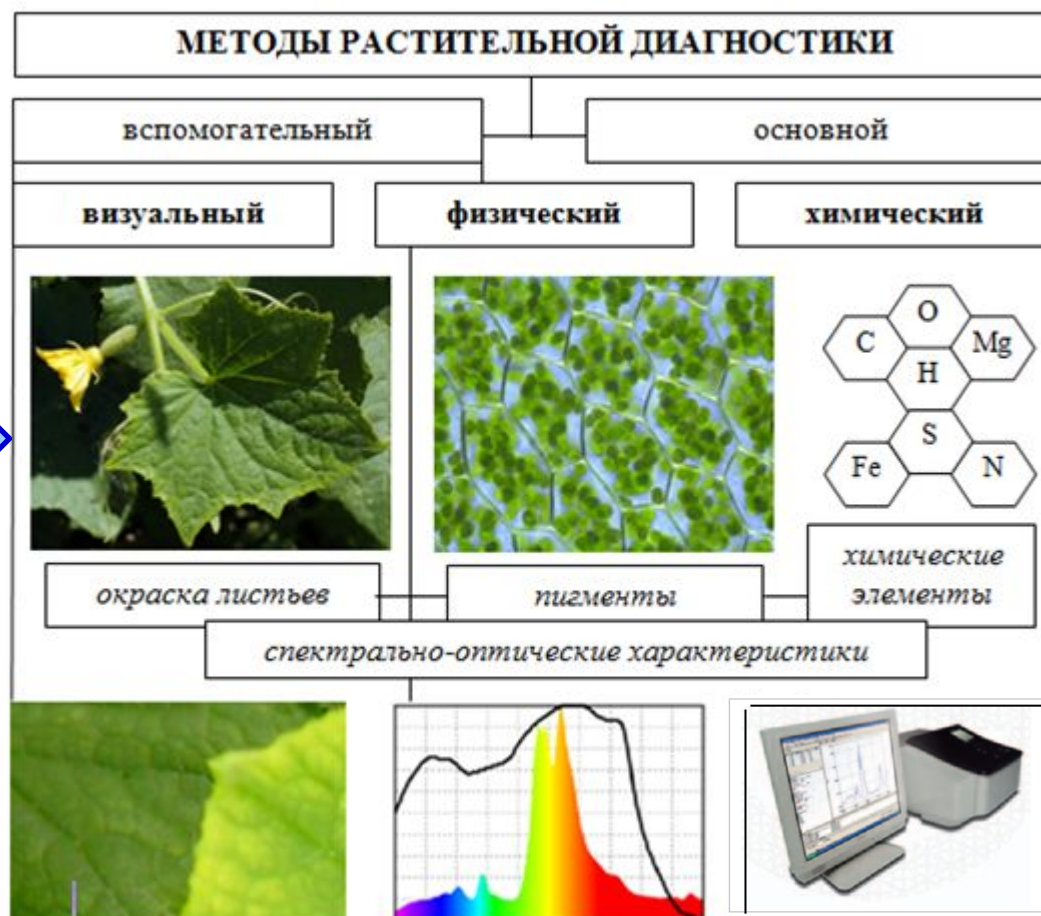 МЕТОДЫ РАСТИТЕЛЬНОЙ ДИАГНОСТИКИ
вспомогательный
основной
визуальный
физический
химический
O
C
Mg
H
S
Fe
N
окраска листьев
пигменты
химические
элементы
спектрально-оптические характеристики